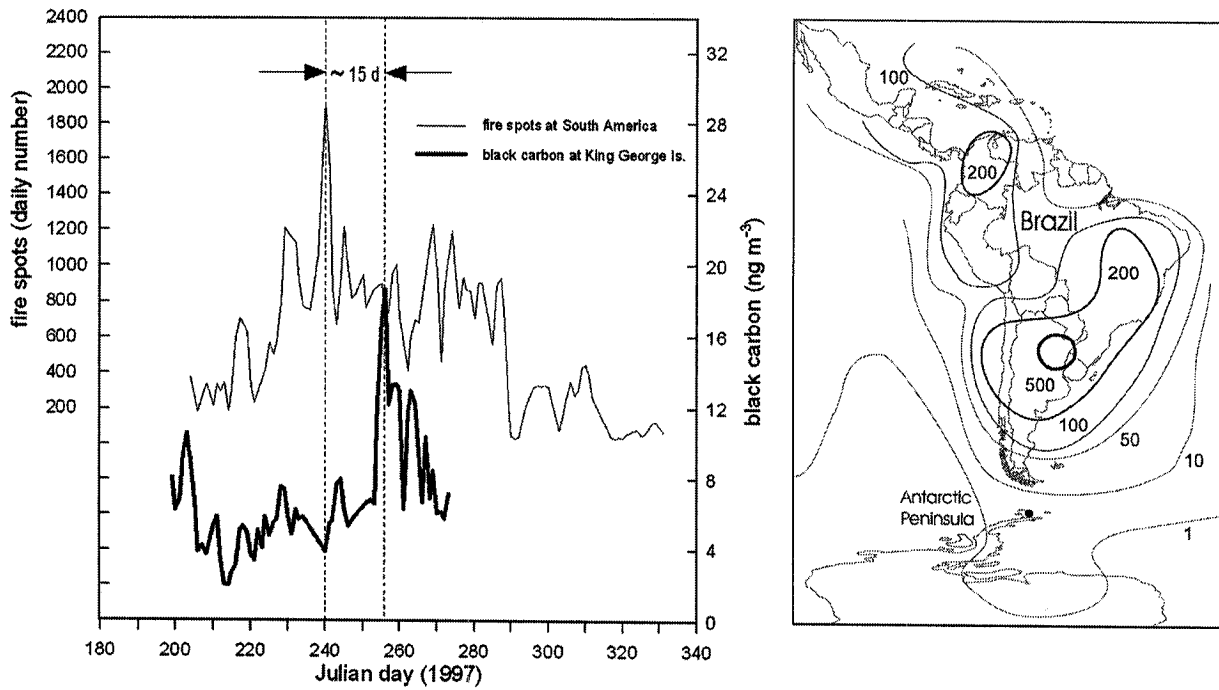 2400
2200
2000
1800
1600
1400
1200
1000
800
600
400
200
fire spots (daily number)
~ 15 d
fire spots at South America
black carbon at King George Is.
32
28
24
20
16
12
8
4
0
black carbon (ng m⁻³)
180 200 220 240 260 280 300 320 340
Julian day (1997)
100
200
Brazil
200
500
100
50
10
Antarctic
Peninsula
1